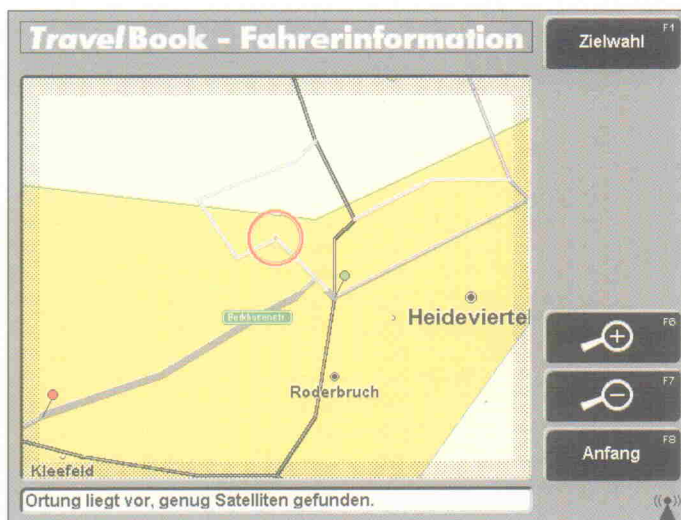 TravelBook - Fahrerinformation
Zielwahl
F1
Heideviertel
Roderbruch
F6
F7
Kleefeld
Anfang
F8
Ortung liegt vor, genug Satelliten gefunden.